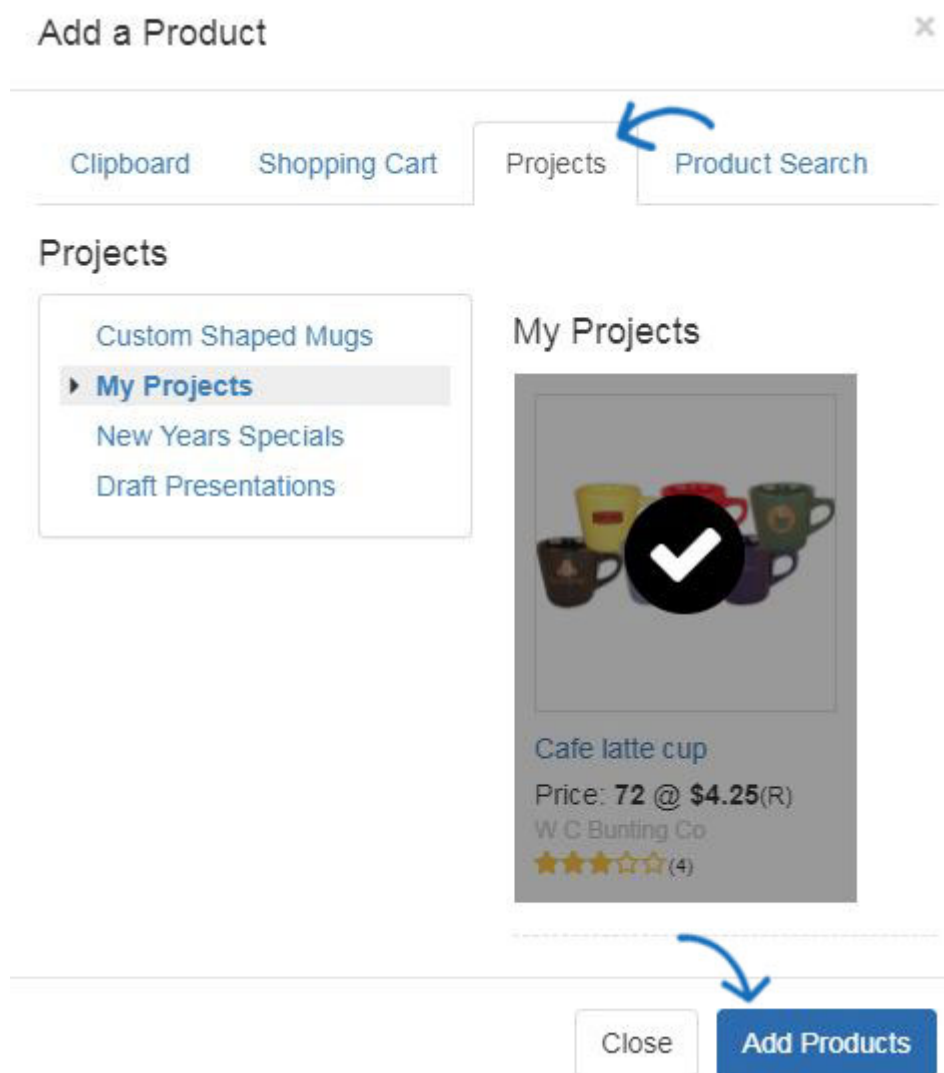 Add a Product
×
Clipboard Shopping Cart Projects Product Search
Projects
Custom Shaped Mugs
My Projects
New Years Specials
Draft Presentations
My Projects
Cafe latte cup
Price: 72 @ $4.25(R)
W C Bunting Co
(4)
Close Add Products